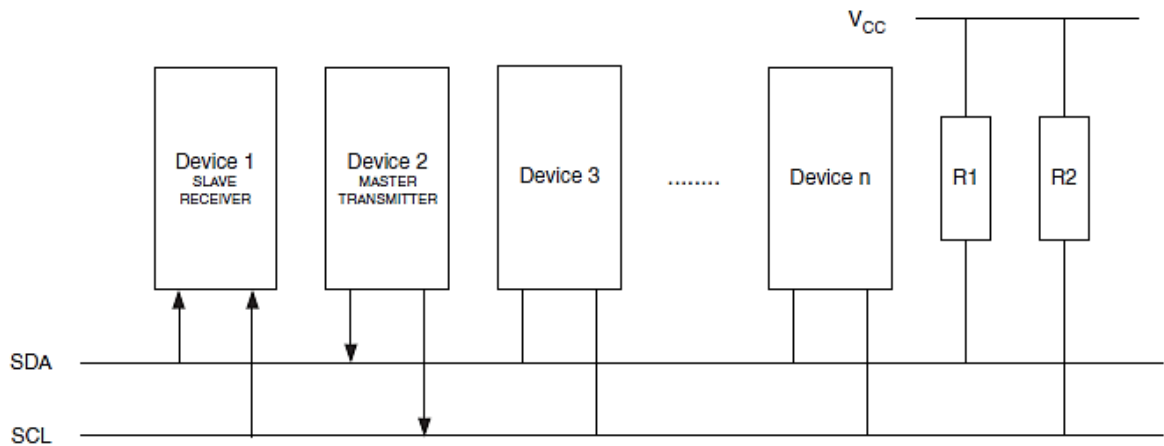 VCC
Device 1
SLAVE
RECEIVER
Device 2
MASTER
TRANSMITTER
Device 3
........
Device n
R1
R2
SDA
SCL